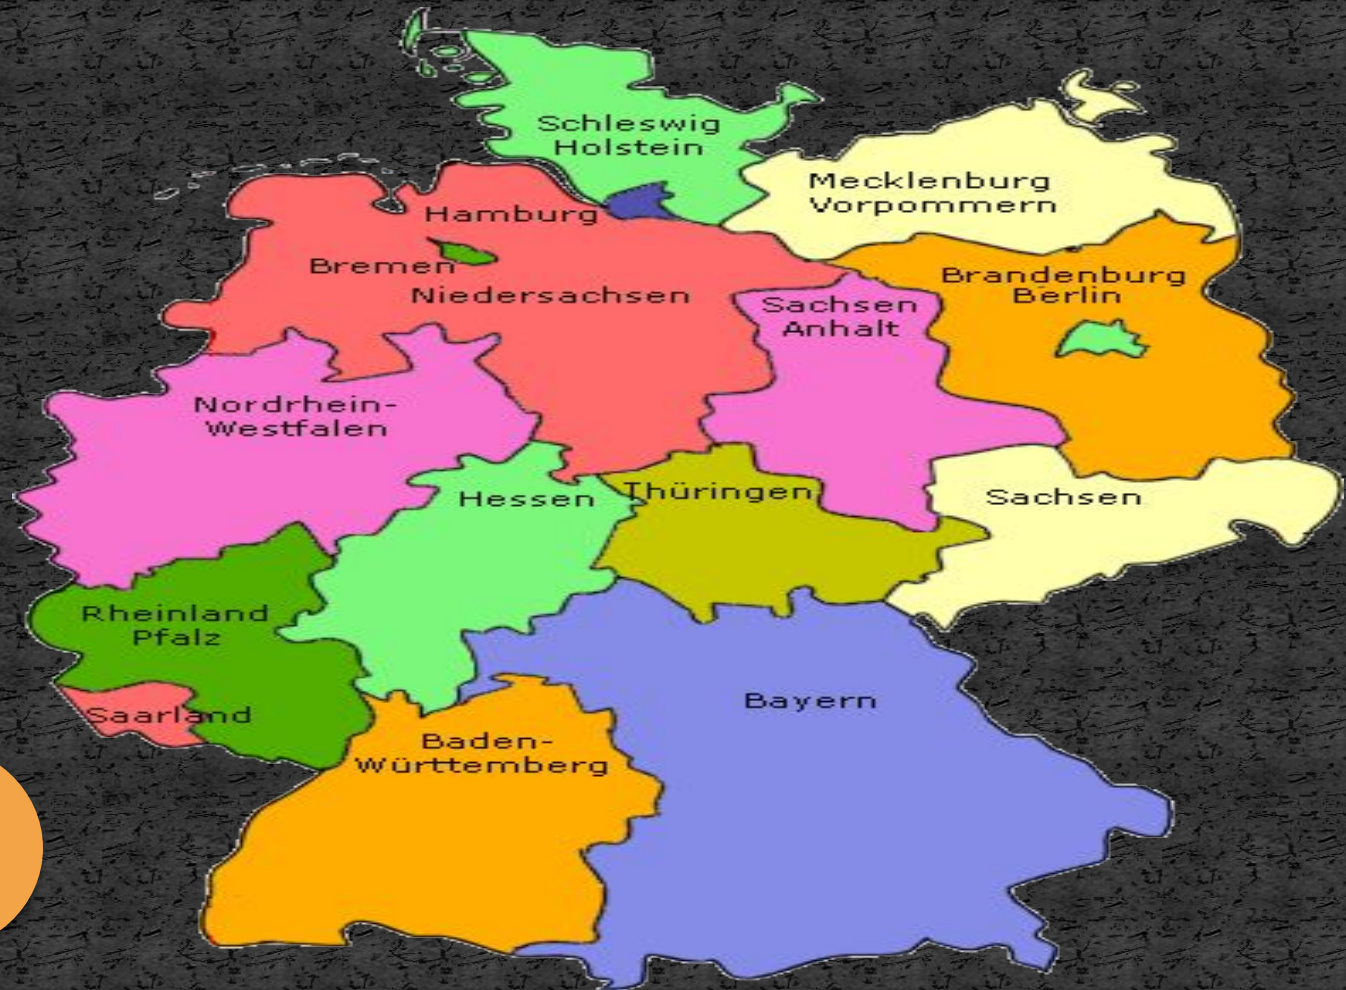 Schleswig
Holstein
Mecklenburg
Vorpommern
Hamburg
Bremen
Niedersachsen
Brandenburg
Berlin
Sachsen
Anhalt
Nordrhein-
Westfalen
Hessen
Thüringen
Sachsen
Rheinland
Pfalz
Saarland
Bayern
Baden-
Württemberg